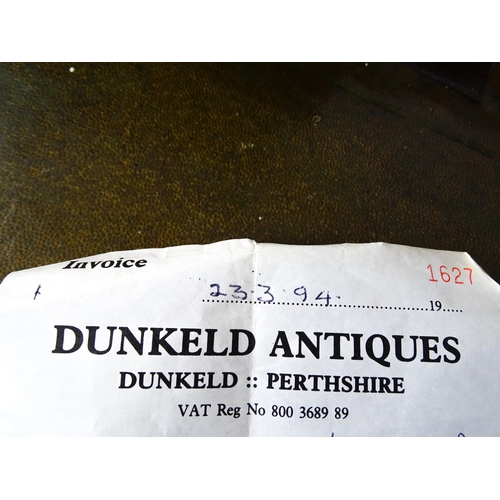 Invoice
1627
23.3.94. 19.....
DUNKELD ANTIQUES
DUNKELD :: PERTHSHIRE
VAT Reg No 800 3689 89